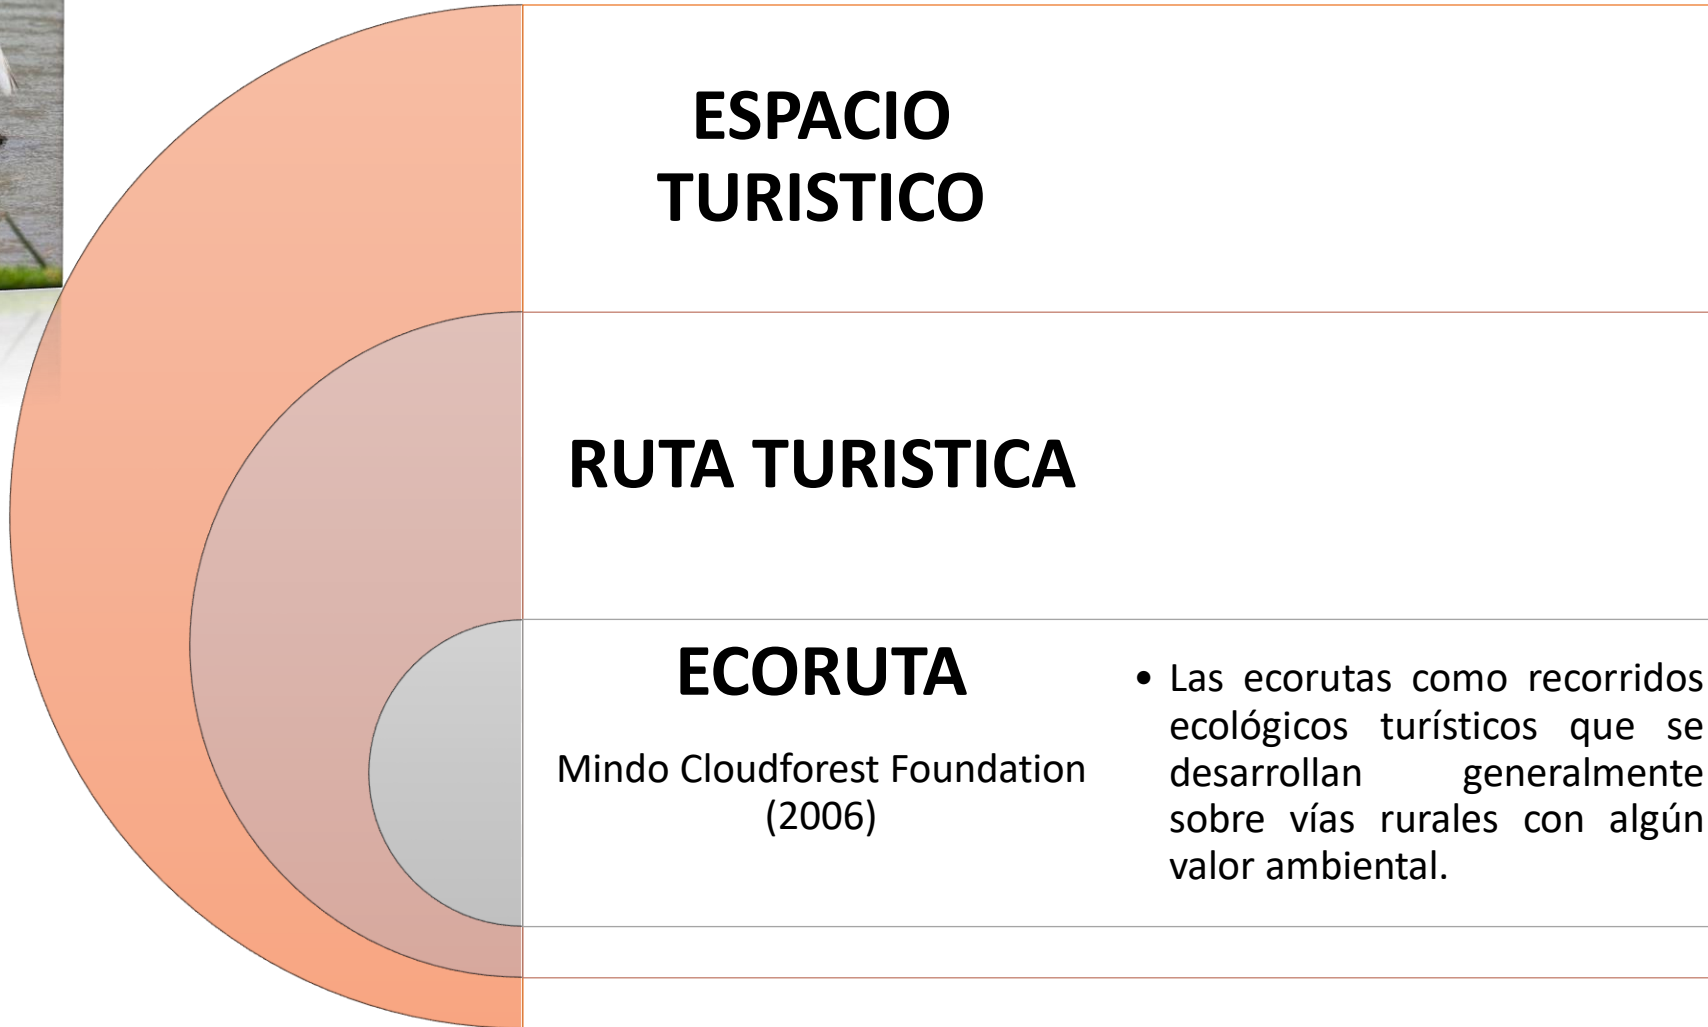 ESPACIO
TURISTICO
RUTA TURISTICA
ECORUTA
Mindo Cloudforest Foundation
(2006)
• Las ecorutas como recorridos
ecológicos turísticos que se
desarrollan generalmente
sobre vías rurales con algún
valor ambiental.